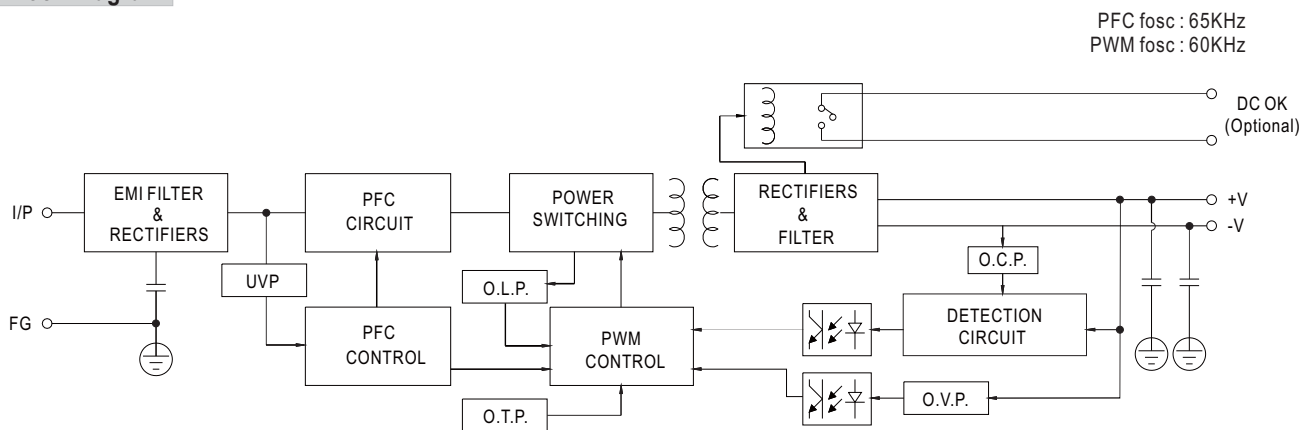 PFC fosc : 65KHz
PWM fosc : 60KHz
DC OK
(Optional)
I/P
EMI FILTER
&
RECTIFIERS
PFC
CIRCUIT
POWER
SWITCHING
RECTIFIERS
&
FILTER
+V
-V
UVP
O.L.P.
O.C.P.
FG
PFC
CONTROL
PWM
CONTROL
DETECTION
CIRCUIT
O.T.P.
O.V.P.